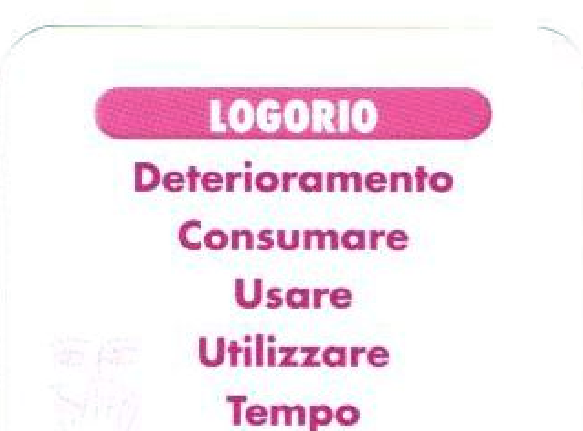 LOGORIO
Deterioramento
Consumare
Usare
Utilizzare
Tempo